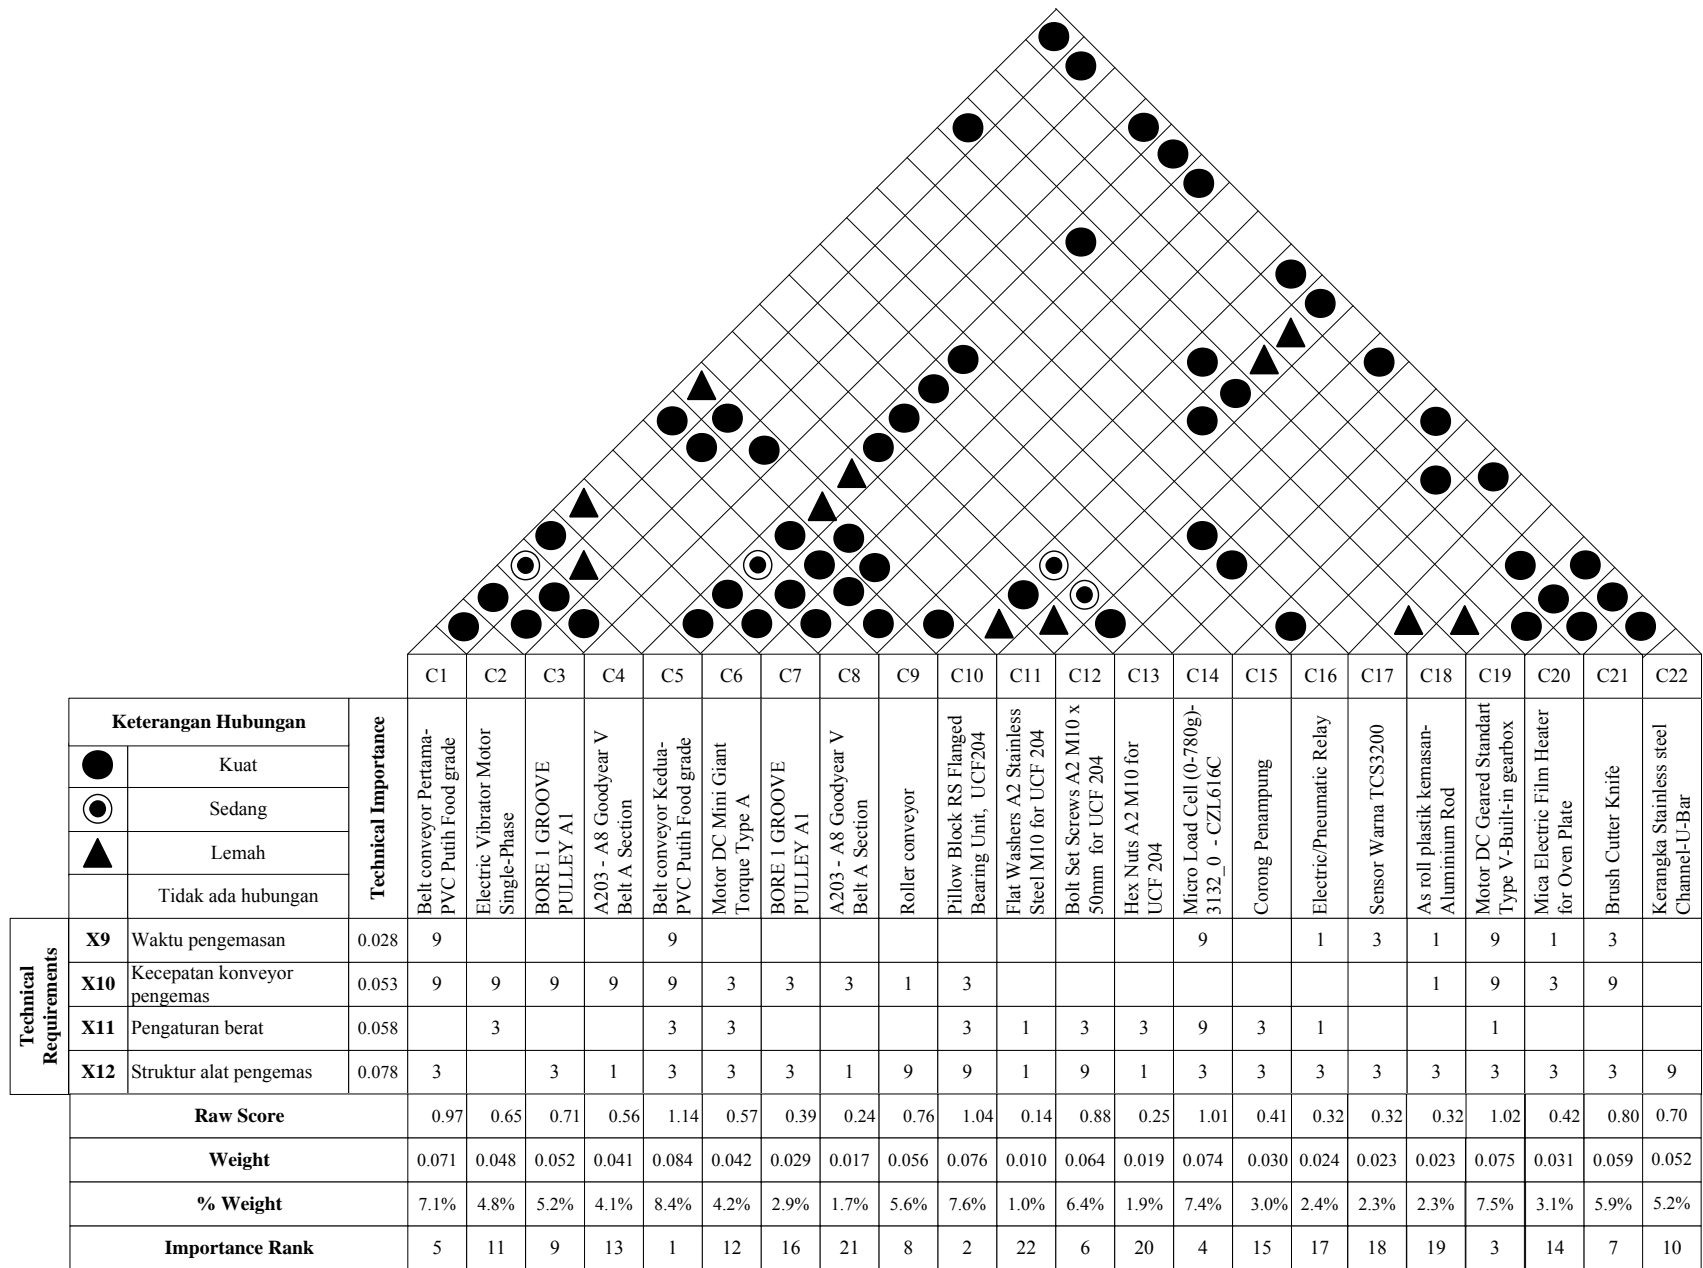 C1 C2 C3 C4 C5 C6 C7 C8 C9 C10 C11 C12 C13 C14 C15 C16 C17 C18 C19 C20 C21 C22
Keterangan Hubungan
Kuat
Sedang
Lemah
Tidak ada hubungan
Technical Importance
Belt conveyor Pertama-
PVC Putih Food grade
Electric Vibrator Motor
Single-Phase
BORE 1 GROOVE
PULLEY A1
A203 - A8 Goodyear V
Belt A Section
Belt conveyor Kedua-
PVC Putih Food grade
Motor DC Mini Giant
Torque Type A
BORE 1 GROOVE
PULLEY A1
A203 - A8 Goodyear V
Belt A Section
Roller conveyor
Pillow Block RS Flanged
Bearing Unit, UCF204
Flat Washers A2 Stainless
Steel M10 for UCF 204
Bolt Set Screws A2 M10 x
50mm for UCF 204
Hex Nuts A2 M10 for
UCF 204
Micro Load Cell (0-780g)-
3132_0 - CZL616C
Corong Penampung
Electric/Pneumatic Relay
Sensor Warna TCS3200
As roll plastik kemasan-
Aluminium Rod
Motor DC Geared Standart
Type V-Built-in gearbox
Mica Electric Film Heater
for Oven Plate
Brush Cutter Knife
Kerangka Stainless steel
Channel-U-Bar
Technical
Requirements
X9 Waktu pengemasan 0.028 9 9 9 1 3 1 9 1 3
X10 Kecepatan konveyor
pengemas 0.053 9 9 9 9 9 3 3 3 1 3 1 9 3 9
X11 Pengaturan berat 0.058 3 3 3 3 1 3 3 9 3 1 1
X12 Struktur alat pengemas 0.078 3 3 1 3 3 3 1 9 9 1 9 1 3 3 3 3 3 3 3 3 9
Raw Score 0.97 0.65 0.71 0.56 1.14 0.57 0.39 0.24 0.76 1.04 0.14 0.88 0.25 1.01 0.41 0.32 0.32 0.32 1.02 0.42 0.80 0.70
Weight 0.071 0.048 0.052 0.041 0.084 0.042 0.029 0.017 0.056 0.076 0.010 0.064 0.019 0.074 0.030 0.024 0.023 0.023 0.075 0.031 0.059 0.052
% Weight 7.1% 4.8% 5.2% 4.1% 8.4% 4.2% 2.9% 1.7% 5.6% 7.6% 1.0% 6.4% 1.9% 7.4% 3.0% 2.4% 2.3% 2.3% 7.5% 3.1% 5.9% 5.2%
Importance Rank 5 11 9 13 1 12 16 21 8 2 22 6 20 4 15 17 18 19 3 14 7 10